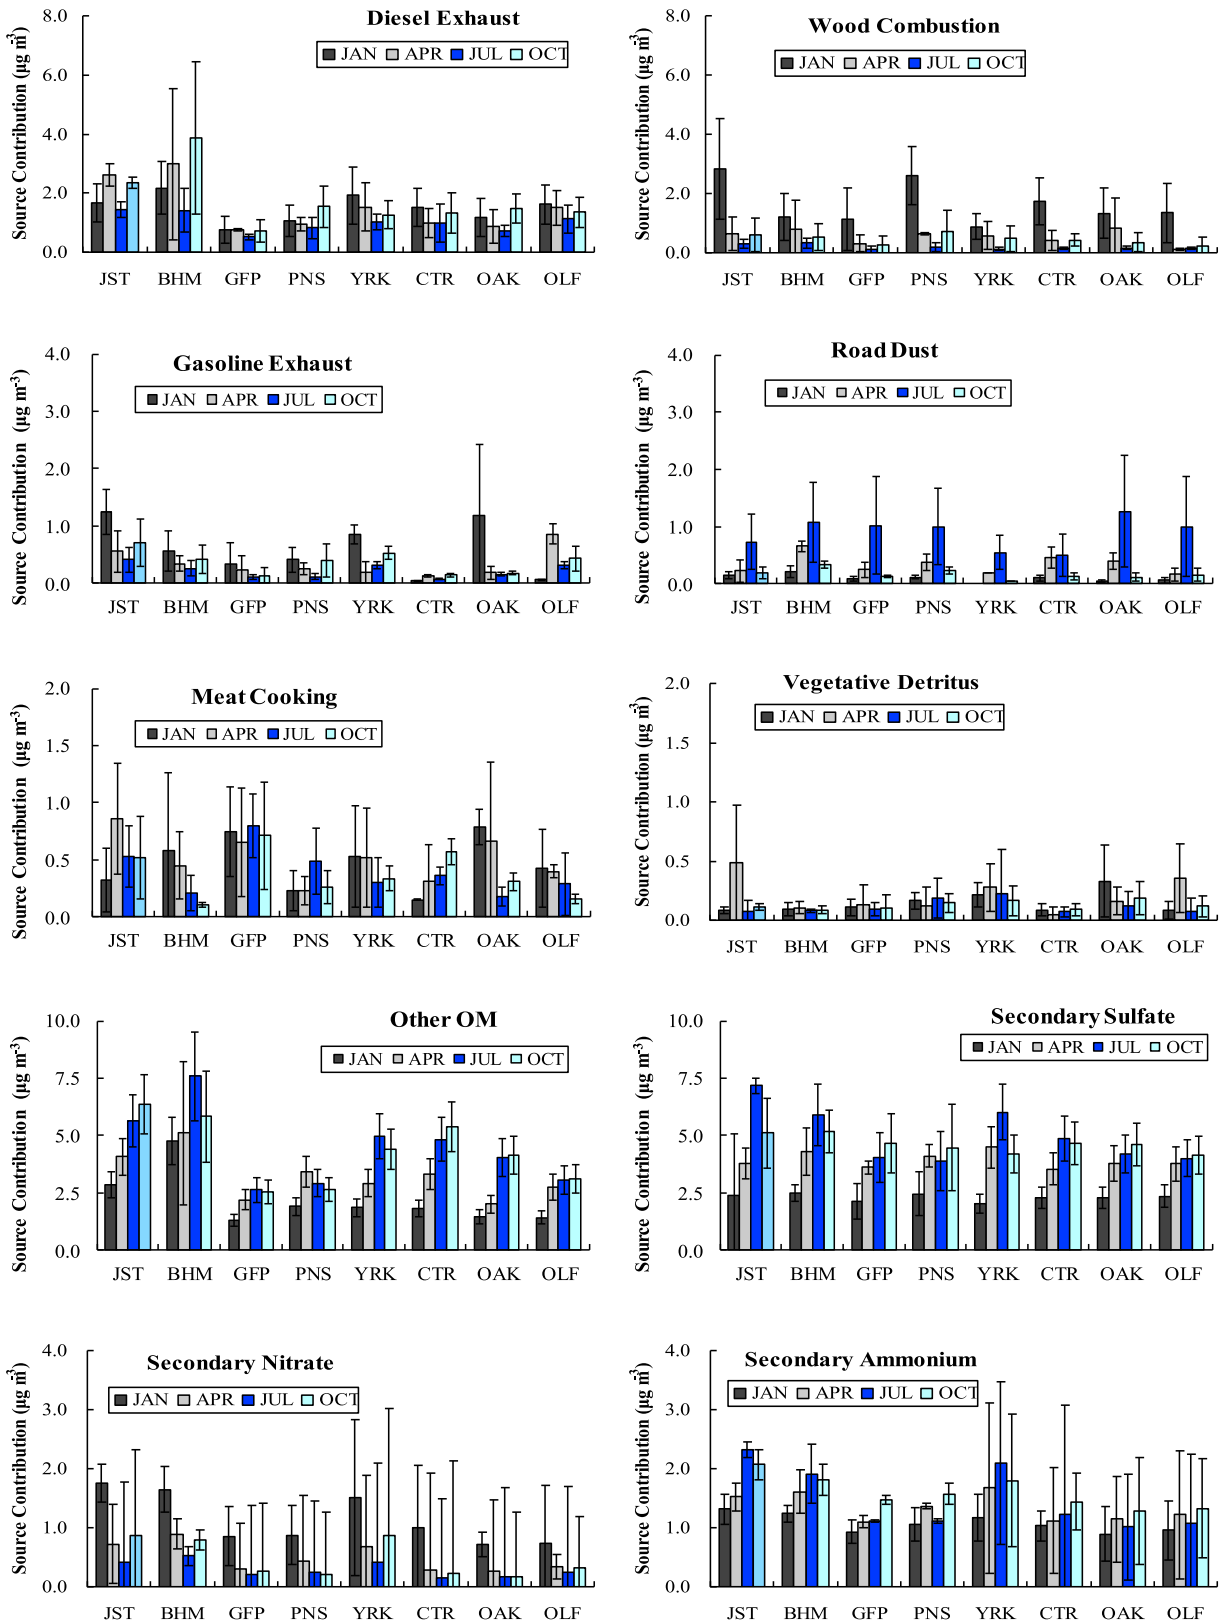 Diesel Exhaust
JAN APR JUL OCT
Source Contribution (µg m-3)
8.0
6.0
4.0
2.0
0.0
JST BHM GFP PNS YRK CTR OAK OLF
Wood Combustion
JAN APR JUL OCT
Source Contribution (µg m-3)
8.0
6.0
4.0
2.0
0.0
JST BHM GFP PNS YRK CTR OAK OLF
Gasoline Exhaust
JAN APR JUL OCT
Source Contribution (µg m-3)
4.0
3.0
2.0
1.0
0.0
JST BHM GFP PNS YRK CTR OAK OLF
Road Dust
JAN APR JUL OCT
Source Contribution (µg m-3)
4.0
3.0
2.0
1.0
0.0
JST BHM GFP PNS YRK CTR OAK OLF
Meat Cooking
JAN APR JUL OCT
Source Contribution (µg m-3)
2.0
1.5
1.0
0.5
0.0
JST BHM GFP PNS YRK CTR OAK OLF
Vegetative Detritus
JAN APR JUL OCT
Source Contribution (µg m-3)
2.0
1.5
1.0
0.5
0.0
JST BHM GFP PNS YRK CTR OAK OLF
Other OM
JAN APR JUL OCT
Source Contribution (µg m-3)
10.0
7.5
5.0
2.5
0.0
JST BHM GFP PNS YRK CTR OAK OLF
Secondary Sulfate
JAN APR JUL OCT
Source Contribution (µg m-3)
10.0
7.5
5.0
2.5
0.0
JST BHM GFP PNS YRK CTR OAK OLF
Secondary Nitrate
JAN APR JUL OCT
Source Contribution (µg m-3)
4.0
3.0
2.0
1.0
0.0
JST BHM GFP PNS YRK CTR OAK OLF
Secondary Ammonium
JAN APR JUL OCT
Source Contribution (µg m-3)
4.0
3.0
2.0
1.0
0.0
JST BHM GFP PNS YRK CTR OAK OLF